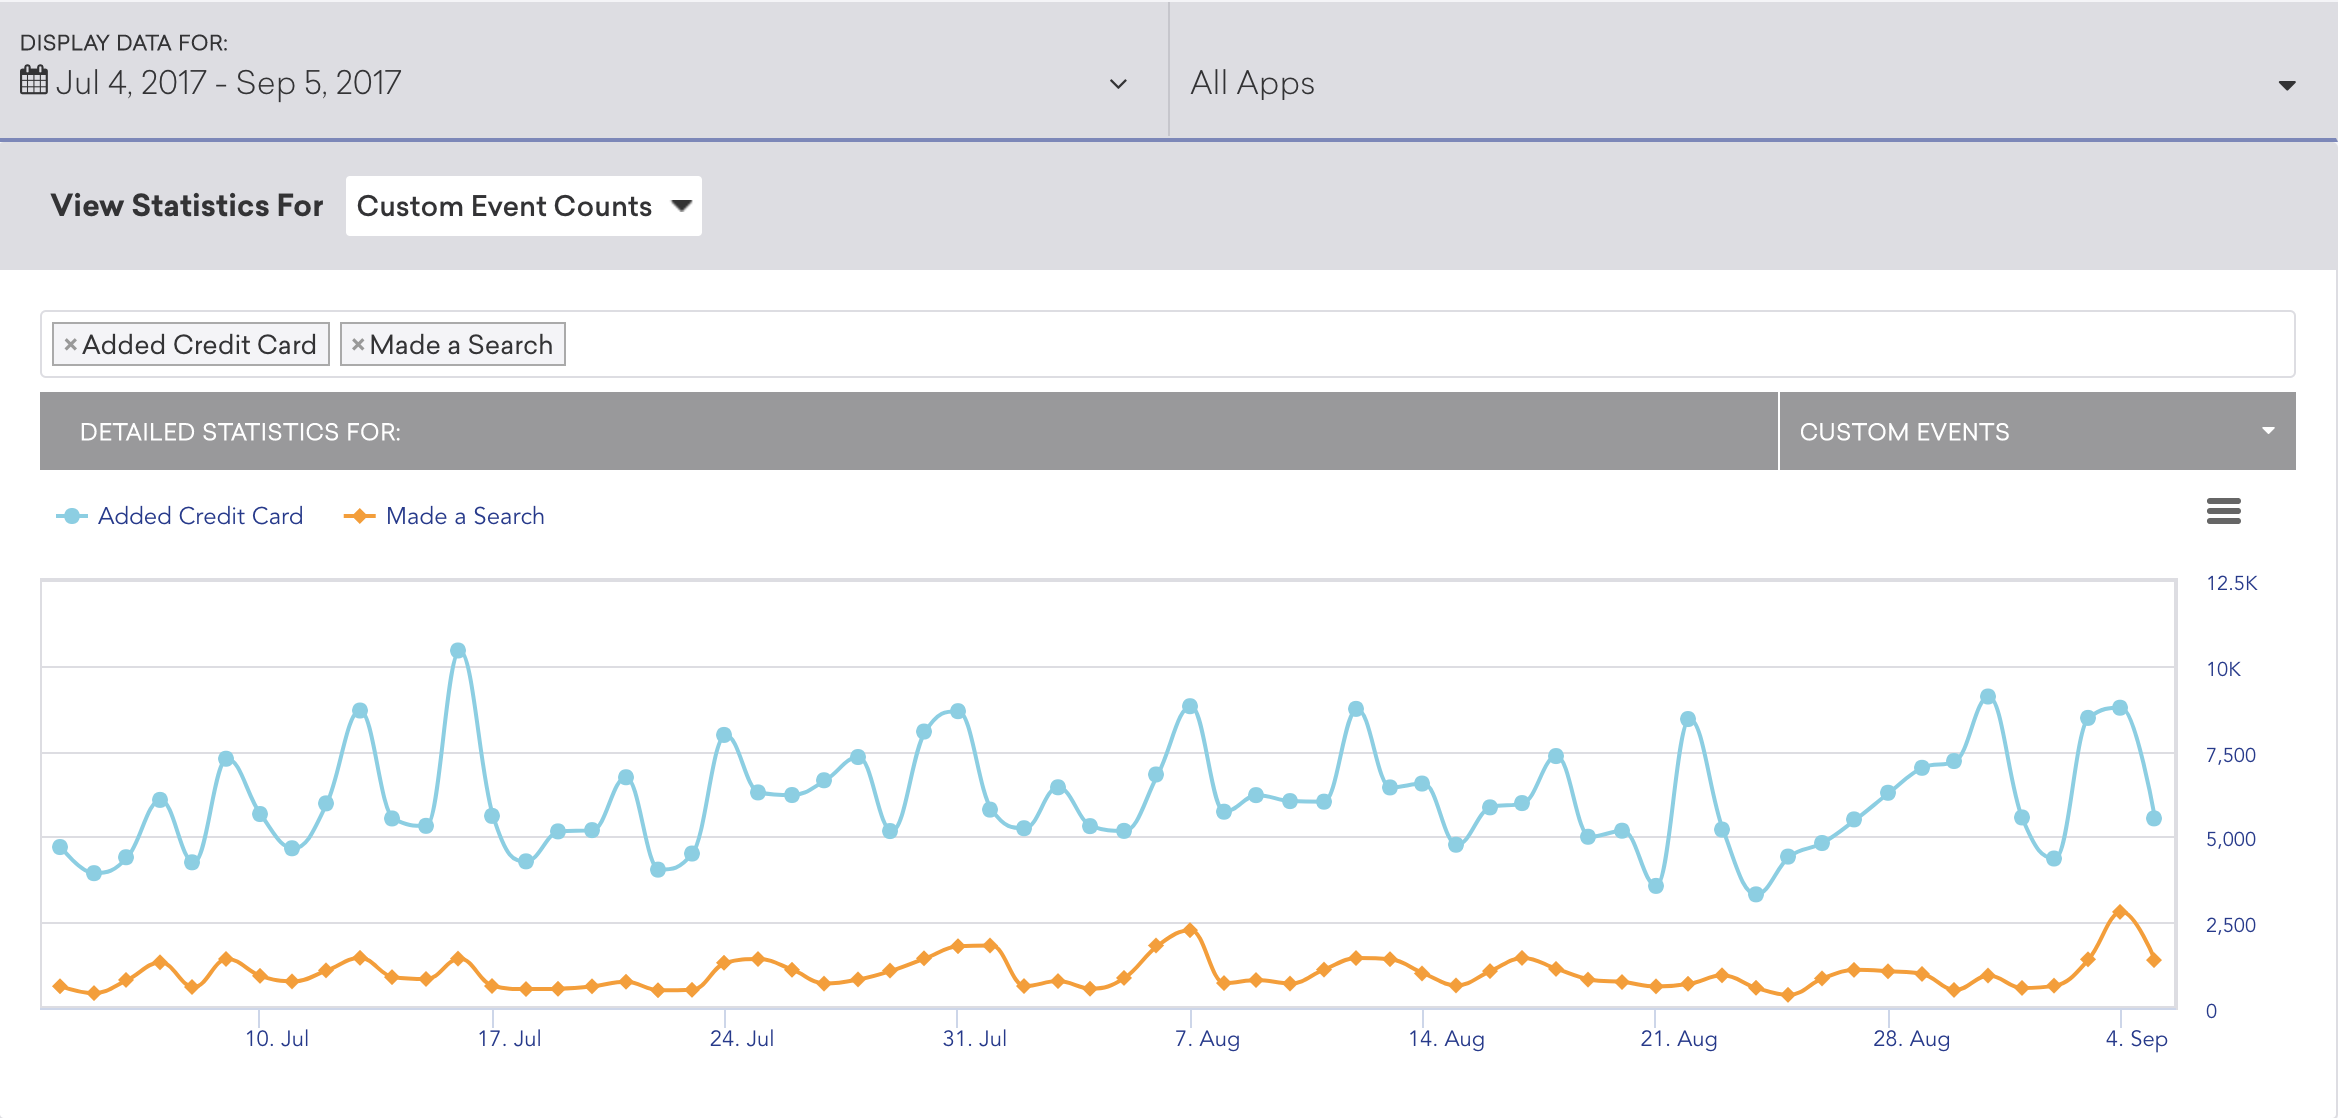 DISPLAY DATA FOR:
Jul 4, 2017 - Sep 5, 2017
All Apps
View Statistics For
Custom Event Counts
× Added Credit Card
× Made a Search
DETAILED STATISTICS FOR:
CUSTOM EVENTS
Added Credit Card
Made a Search
12.5K
10K
7,500
5,000
2,500
0
10. Jul
17. Jul
24. Jul
31. Jul
7. Aug
14. Aug
21. Aug
28. Aug
4. Sep